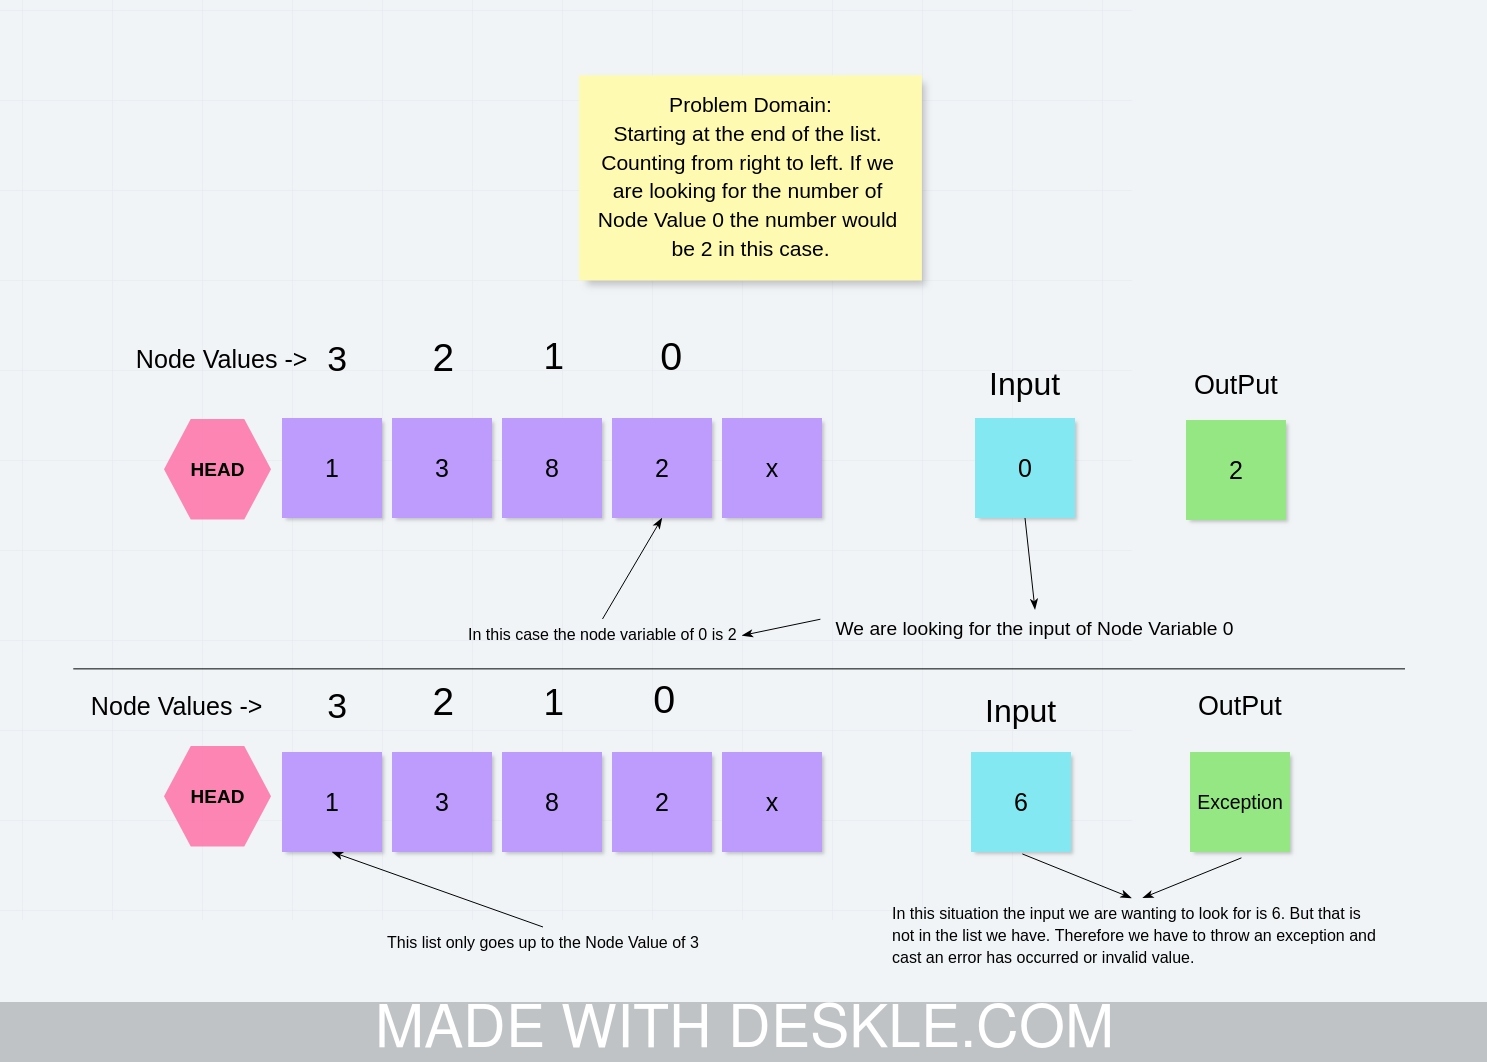 Problem Domain:
Starting at the end of the list.
Counting from right to left. If we
are looking for the number of
Node Value 0 the number would
be 2 in this case.
Node Values -> 3 2 1 0
Input OutPut
HEAD 1 3 8 2 x 0 2
In this case the node variable of 0 is 2
We are looking for the input of Node Variable 0
Node Values -> 3 2 1 0
Input OutPut
HEAD 1 3 8 2 x 6 Exception
This list only goes up to the Node Value of 3
In this situation the input we are wanting to look for is 6. But that is
not in the list we have. Therefore we have to throw an exception and
cast an error has occurred or invalid value.
MADE WITH DESKLE.COM